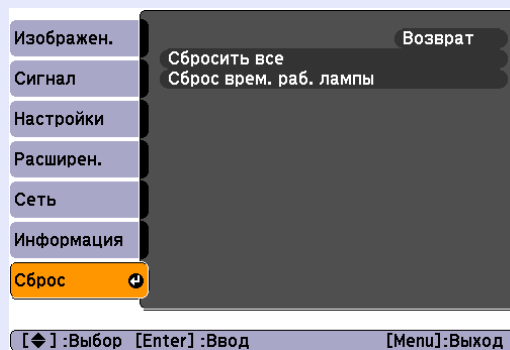 Изображен.
Сигнал
Настройки
Расширен.
Сеть
Информация
Сброс
Возврат
Сбросить все
Сброс врем. раб. лампы
[◆] :Выбор [Enter] :Ввод [Menu]:Выход